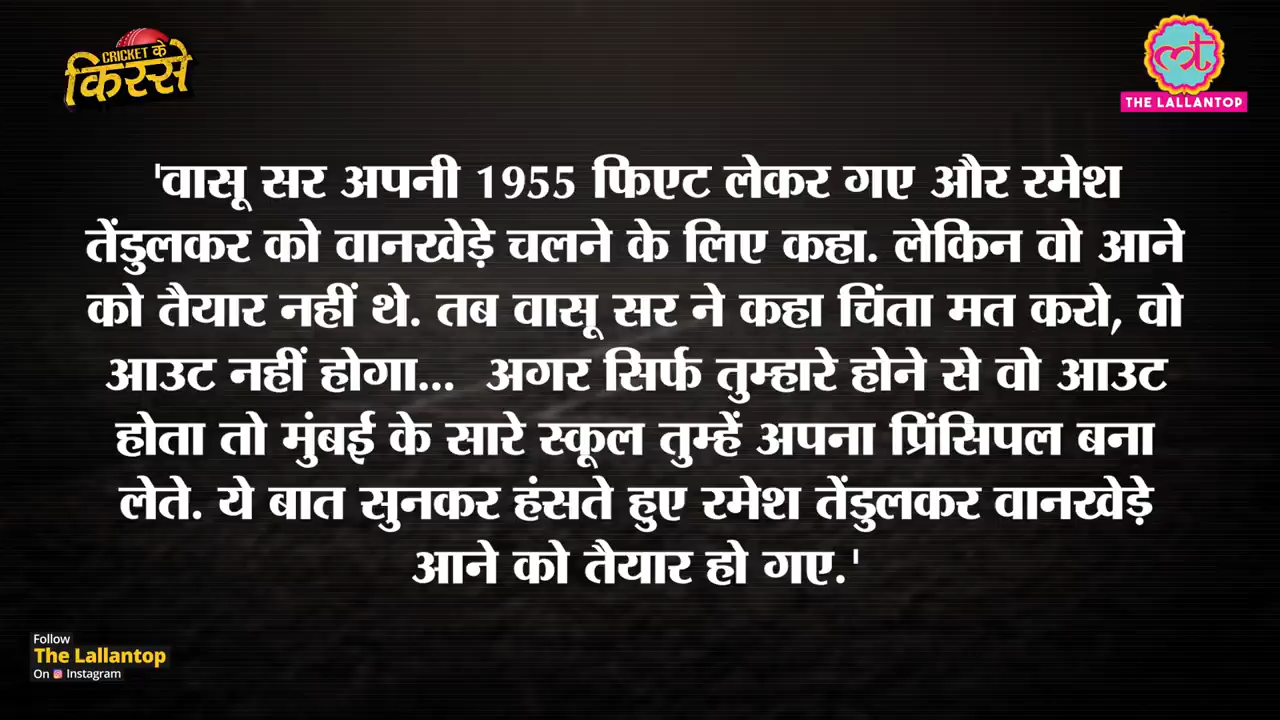 CRICKET के
किस्से
THE LALLANTOP
'वासू सर अपनी 1955 फिएट लेकर गए और रमेश
तेंडुलकर को वानखेड़े चलने के लिए कहा. लेकिन वो आने
को तैयार नहीं थे. तब वासू सर ने कहा चिंता मत करो, वो
आउट नहीं होगा... अगर सिर्फ तुम्हारे होने से वो आउट
होता तो मुंबई के सारे स्कूल तुम्हें अपना प्रिंसिपल बना
लेते. ये बात सुनकर हंसते हुए रमेश तेंडुलकर वानखेड़े
आने को तैयार हो गए.'
Follow
The Lallantop
On Instagram